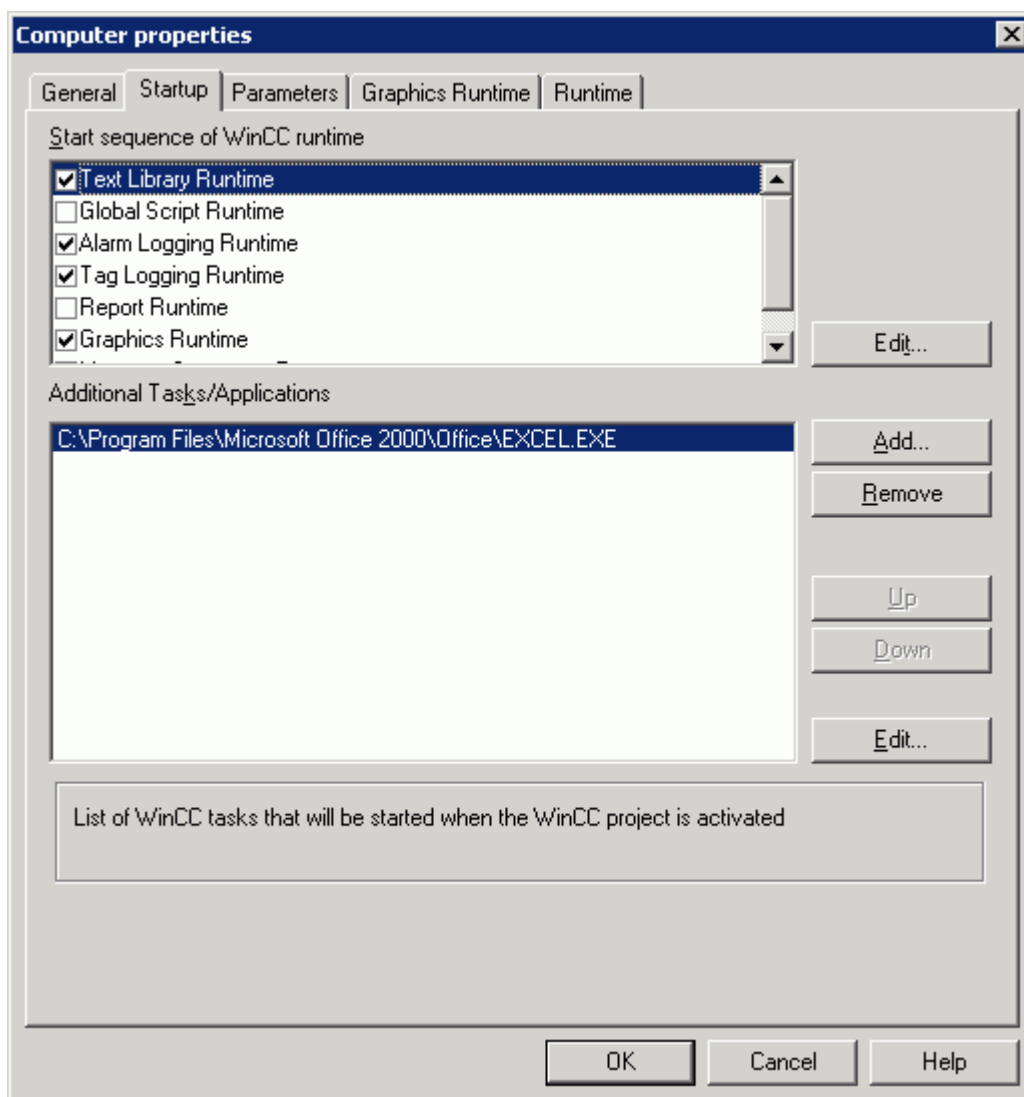 Computer properties
General Startup Parameters Graphics Runtime Runtime
Start sequence of WinCC runtime
Text Library Runtime
Global Script Runtime
Alarm Logging Runtime
Tag Logging Runtime
Report Runtime
Graphics Runtime
Edit...
Additional Tasks/Applications
C:\Program Files\Microsoft Office 2000\Office\EXCEL.EXE
Add...
Remove
Up
Down
Edit...
List of WinCC tasks that will be started when the WinCC project is activated
OK Cancel Help